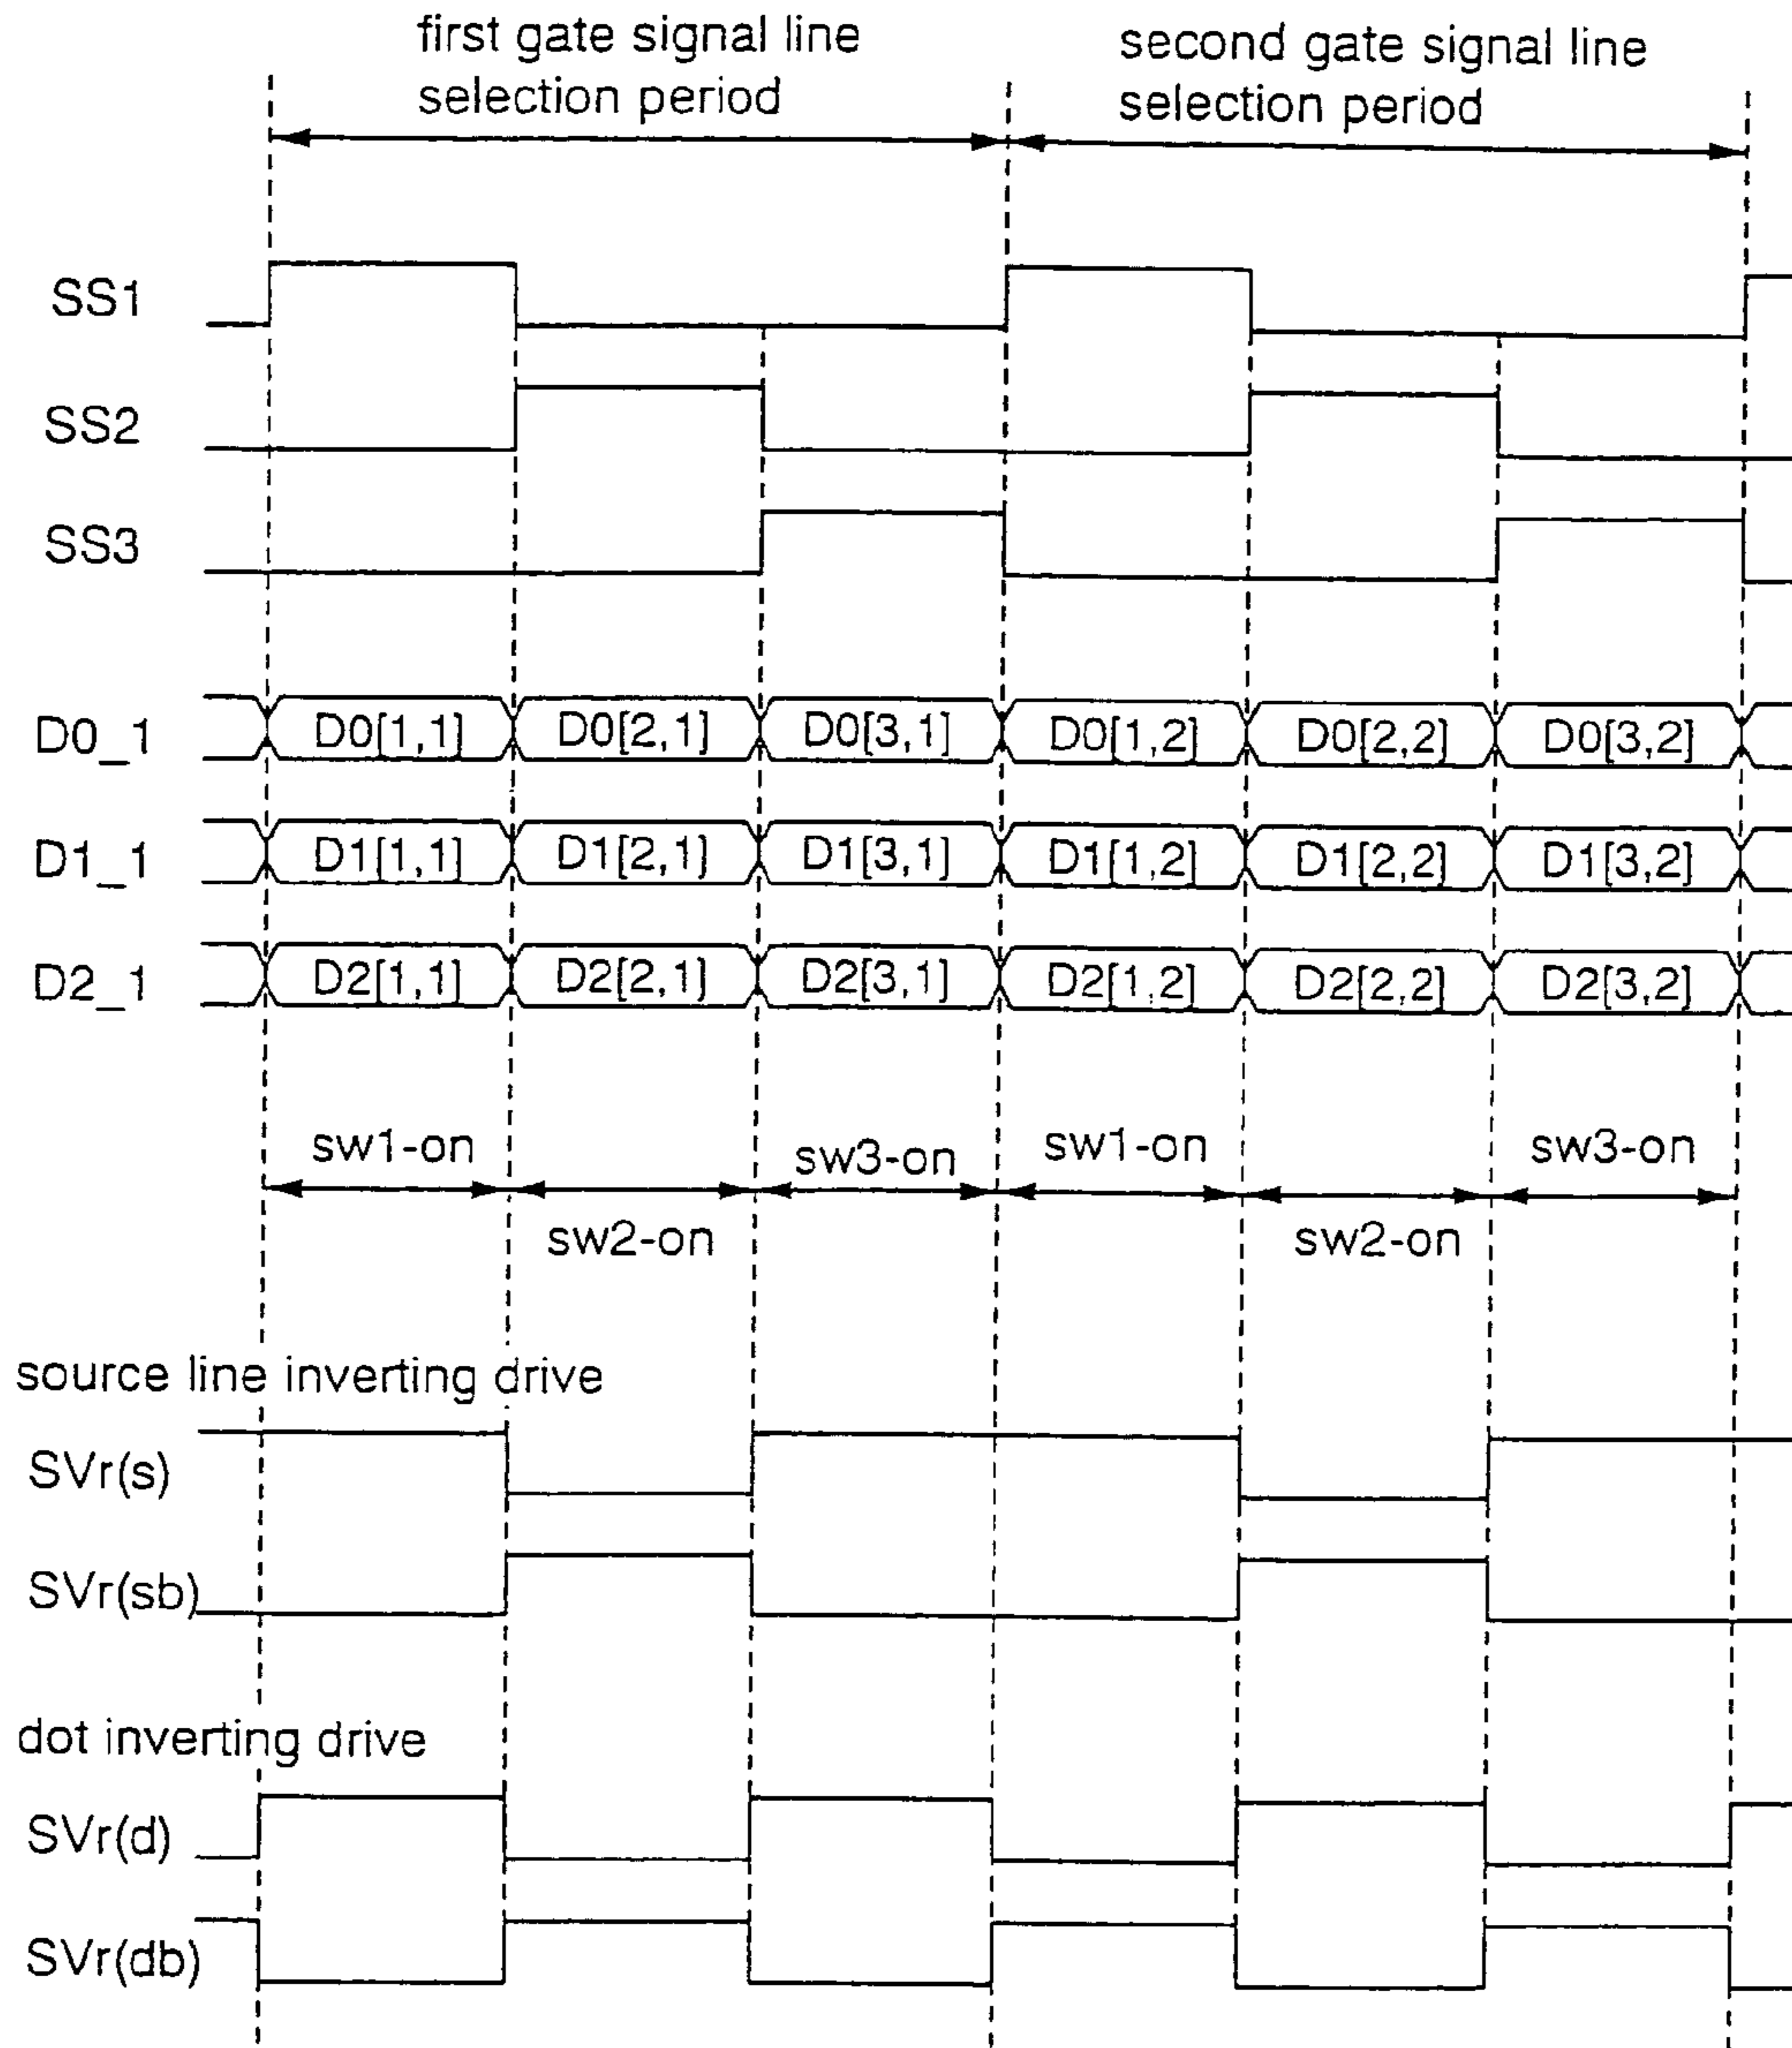 first gate signal line
selection period
second gate signal line
selection period
SS1
SS2
SS3
D0_1 D0[1,1] D0[2,1] D0[3,1] D0[1,2] D0[2,2] D0[3,2]
D1_1 D1[1,1] D1[2,1] D1[3,1] D1[1,2] D1[2,2] D1[3,2]
D2_1 D2[1,1] D2[2,1] D2[3,1] D2[1,2] D2[2,2] D2[3,2]
sw1-on sw3-on sw1-on sw3-on
sw2-on sw2-on
source line inverting drive
SVr(s)
SVr(sb)
dot inverting drive
SVr(d)
SVr(db)